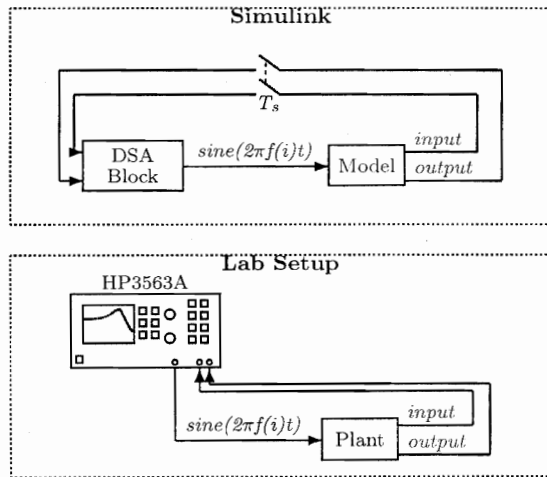 Simulink
T_s
DSA
Block
sine(2πf(i)t)
Model
input
output
Lab Setup
HP3563A
sine(2πf(i)t)
Plant
input
output